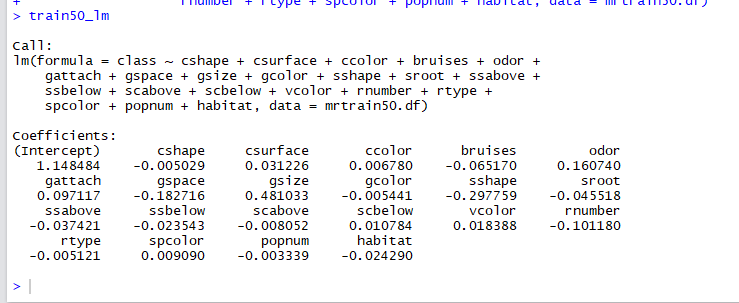 + rnumber + rtype + spcolor + popnum + habitat, data = mrtrain50.df)
> train50_lm
Call:
lm(formula = class ~ cshape + csurface + ccolor + bruises + odor +
gattach + gspace + gsize + gcolor + sshape + sroot + ssabove +
ssbelow + scabove + scbelow + vcolor + rnumber + rtype +
spcolor + popnum + habitat, data = mrtrain50.df)
Coefficients:
(Intercept) cshape csurface ccolor bruises odor
1.148484 -0.005029 0.031226 0.006780 -0.065170 0.160740
gattach gspace gsize gcolor sshape sroot
0.097117 -0.182716 0.481033 -0.005441 -0.297759 -0.045518
ssabove ssbelow scabove scbelow vcolor rnumber
-0.037421 -0.023543 -0.008052 0.010784 0.018388 -0.101180
rtype spcolor popnum habitat
-0.005121 0.009090 -0.003339 -0.024290
>